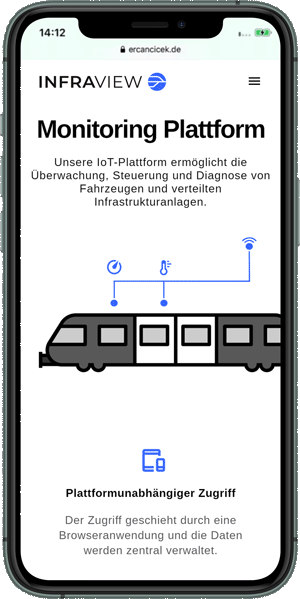 14:12
ercancicek.de
INFRAVIEW
Monitoring Plattform
Unsere IoT-Plattform ermöglicht die
Überwachung, Steuerung und Diagnose von
Fahrzeugen und verteilten
Infrastrukturanlagen.
Plattformunabhängiger Zugriff
Der Zugriff geschieht durch eine
Browseranwendung und die Daten
werden zentral verwaltet.